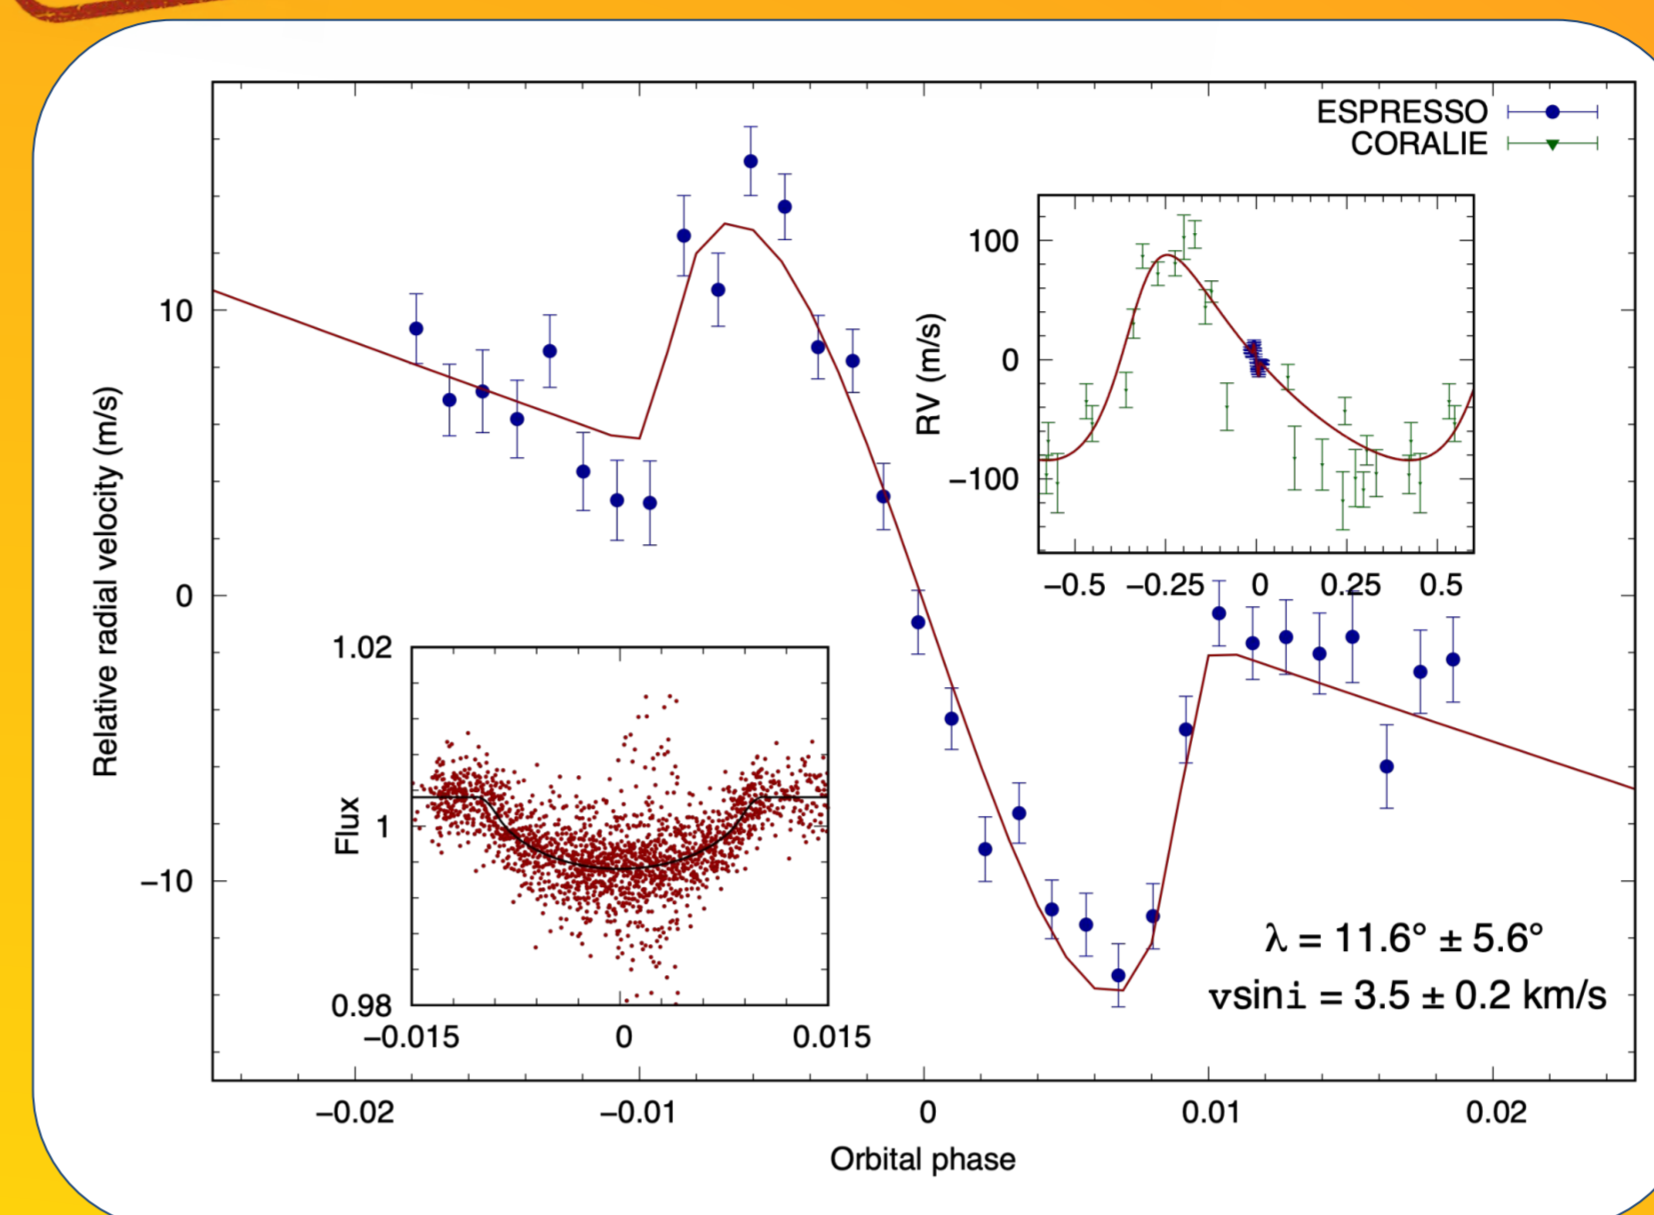 ESPRESSO
CORALIE
Relative radial velocity (m/s)
10
0
−10
RV (m/s)
100
0
−100
−0.5 −0.25 0 0.25 0.5
Flux
1.02
1
0.98
−0.015 0 0.015
λ = 11.6° ± 5.6°
vsini = 3.5 ± 0.2 km/s
−0.02 −0.01 0 0.01 0.02
Orbital phase